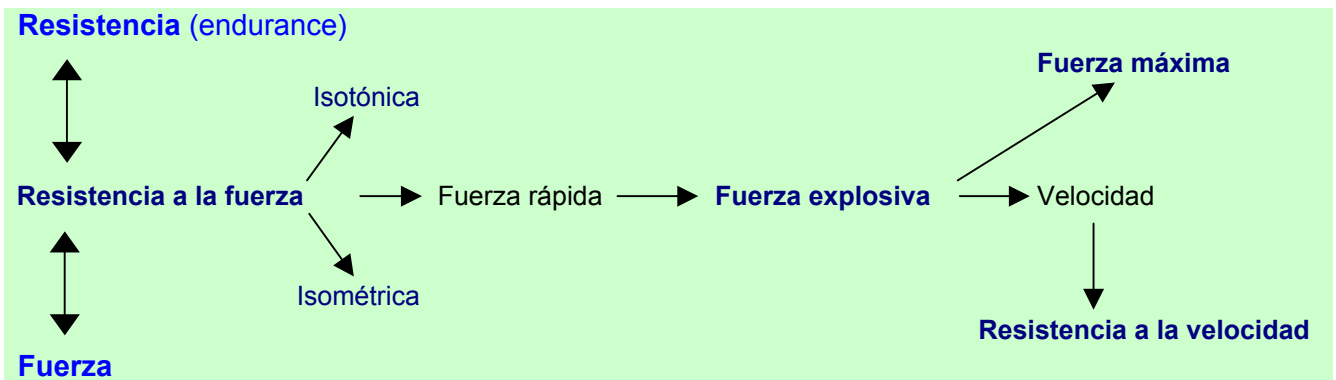 Resistencia (endurance)
Fuerza máxima
Isotónica
Resistencia a la fuerza
Fuerza rápida
Fuerza explosiva
Velocidad
Isométrica
Resistencia a la velocidad
Fuerza